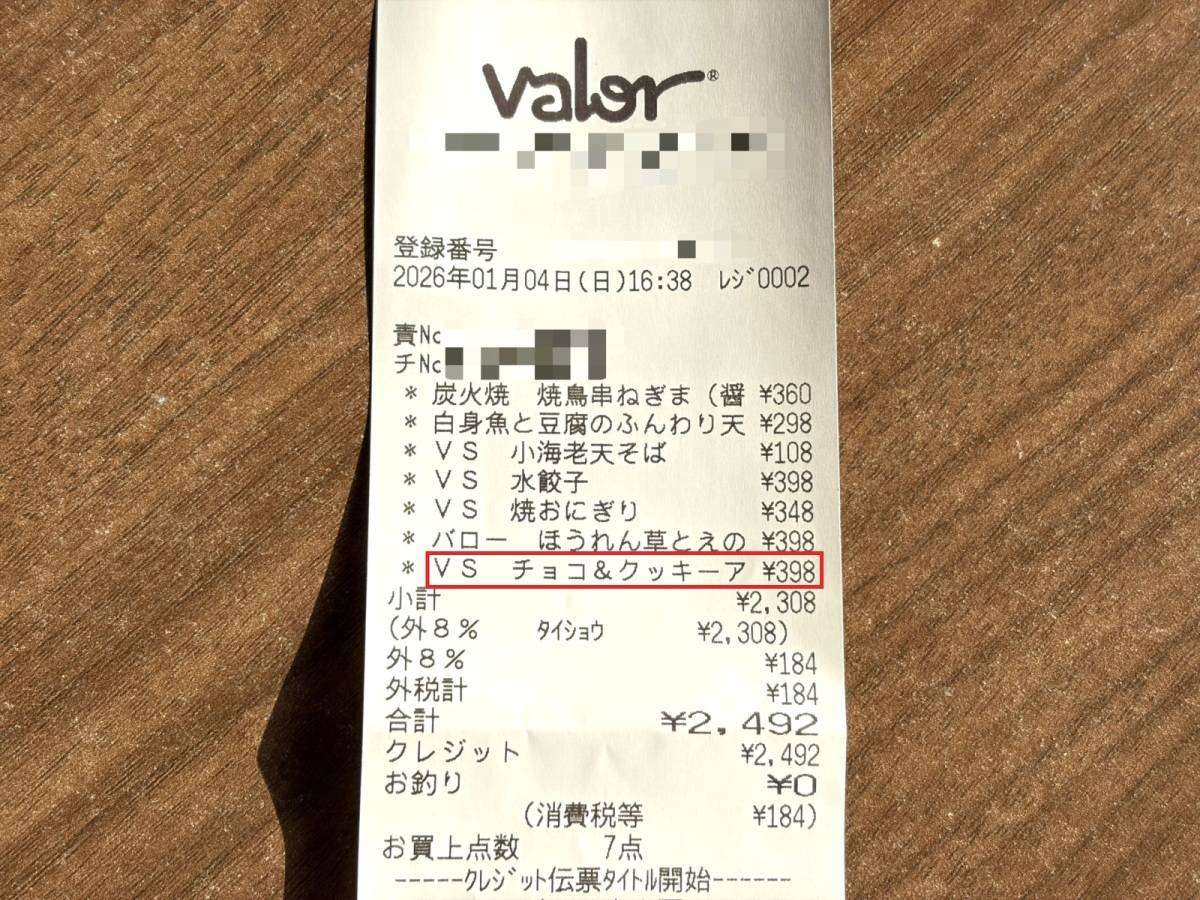 valor®
登録番号
2026年01月04日(日)16:38 ﾚｼﾞ0002
責No
チNo
* 炭火焼 焼鳥串ねぎま(醤 ¥360
* 白身魚と豆腐のふんわり天 ¥298
* VS 小海老天そば ¥108
* VS 水餃子 ¥398
* VS 焼おにぎり ¥348
* バロー ほうれん草とえの ¥398
* VS チョコ&クッキーア ¥398
小計 ¥2,308
(外8% ﾀｲｼｮｳ ¥2,308)
外8% ¥184
外税計 ¥184
合計 ¥2,492
クレジット ¥2,492
お釣り ¥0
(消費税等 ¥184)
お買上点数 7点
-----ｸﾚｼﾞｯﾄ伝票ﾀｲﾄﾙ開始------